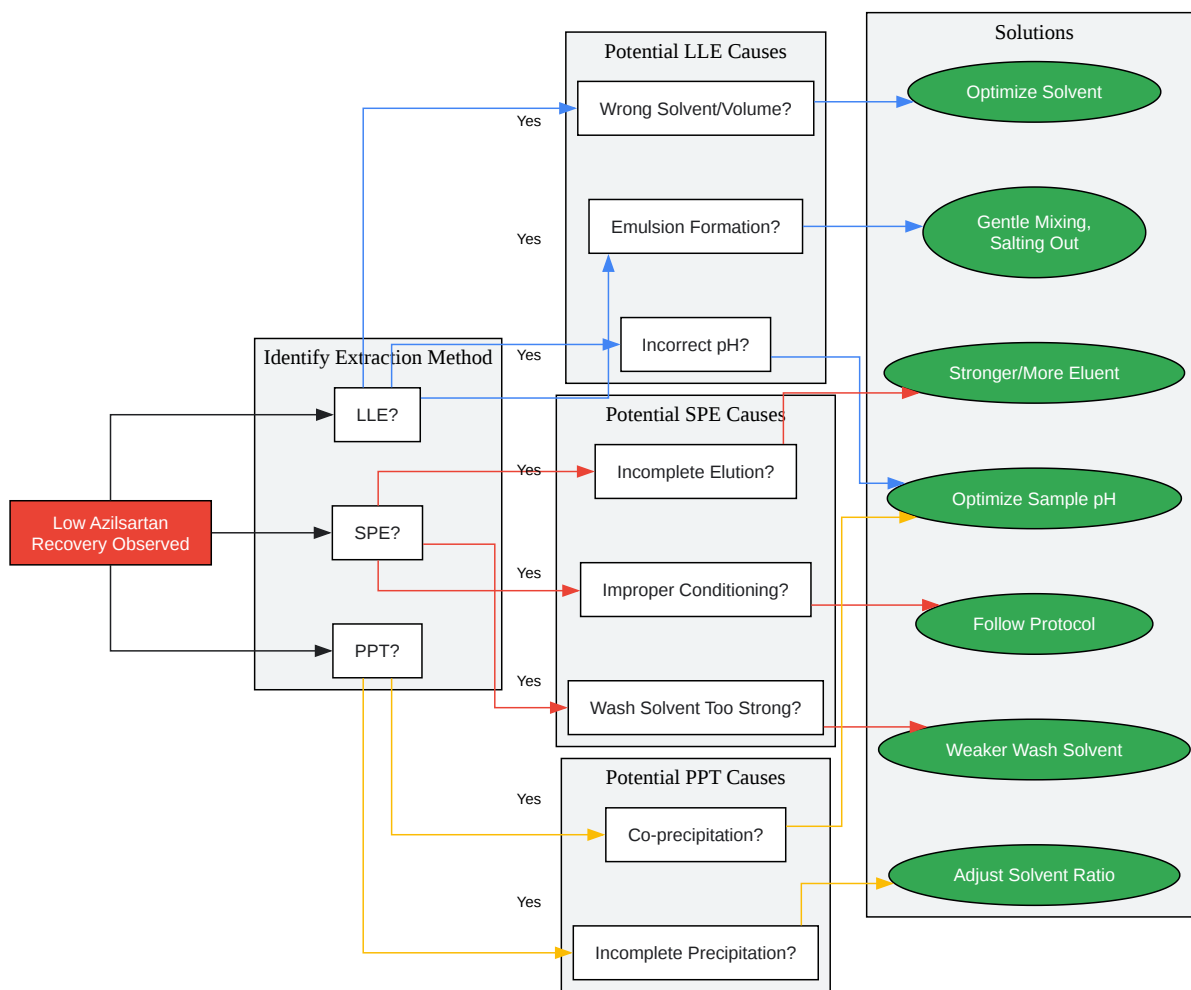 Low Azilsartan
Recovery Observed
Identify Extraction Method
LLE?
SPE?
PPT?
Yes
Yes
Yes
Yes
Yes
Yes
Yes
Yes
Potential LLE Causes
Wrong Solvent/Volume?
Emulsion Formation?
Incorrect pH?
Potential SPE Causes
Incomplete Elution?
Improper Conditioning?
Wash Solvent Too Strong?
Potential PPT Causes
Co-precipitation?
Incomplete Precipitation?
Solutions
Optimize Solvent
Gentle Mixing,
Salting Out
Stronger/More Eluent
Optimize Sample pH
Follow Protocol
Weaker Wash Solvent
Adjust Solvent Ratio